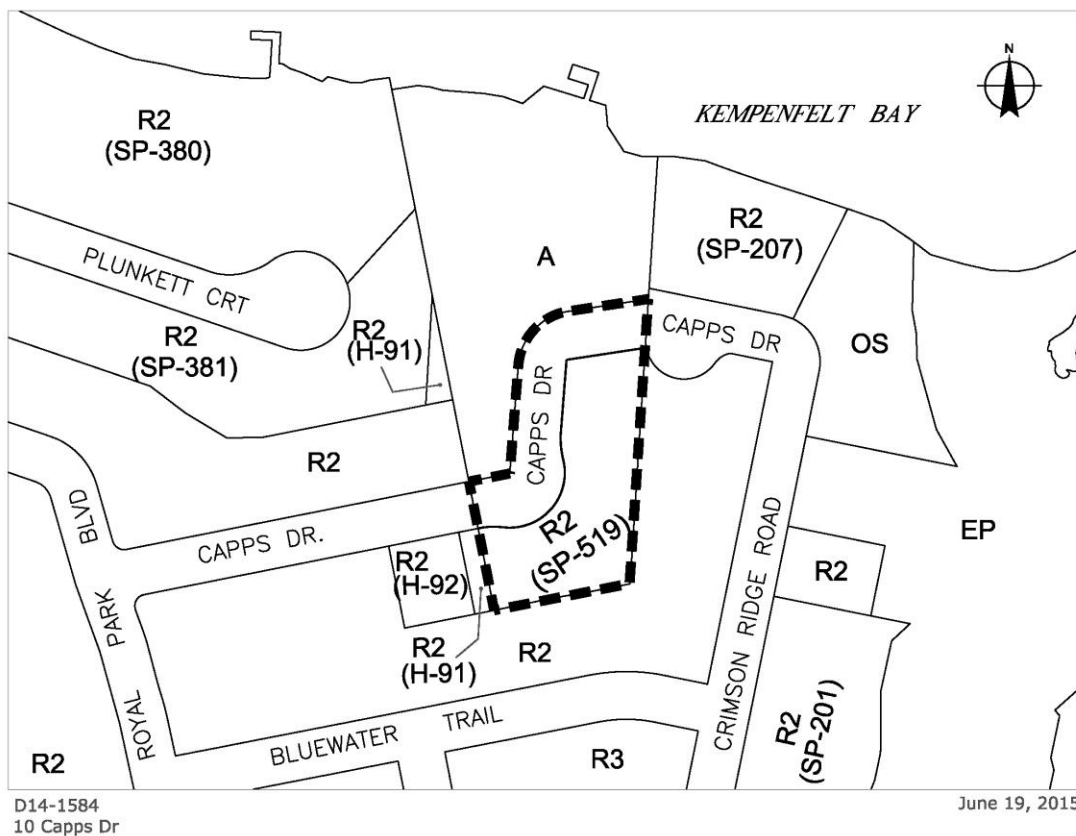 N
KEMPENFELT BAY
R2
(SP-380)
R2
(SP-207)
PLUNKETT CRT
A
R2
(H-91)
R2
(SP-381)
CAPPS DR
OS
CAPPS DR
R2
BLVD
CAPPS DR.
R2
(SP-519)
EP
R2
(H-92)
R2
R2
(H-91)
R2
CRIMSON RIDGE ROAD
ROYAL PARK
BLUEWATER TRAIL
R2
(SP-201)
R2
R3
D14-1584
10 Capps Dr
June 19, 2015